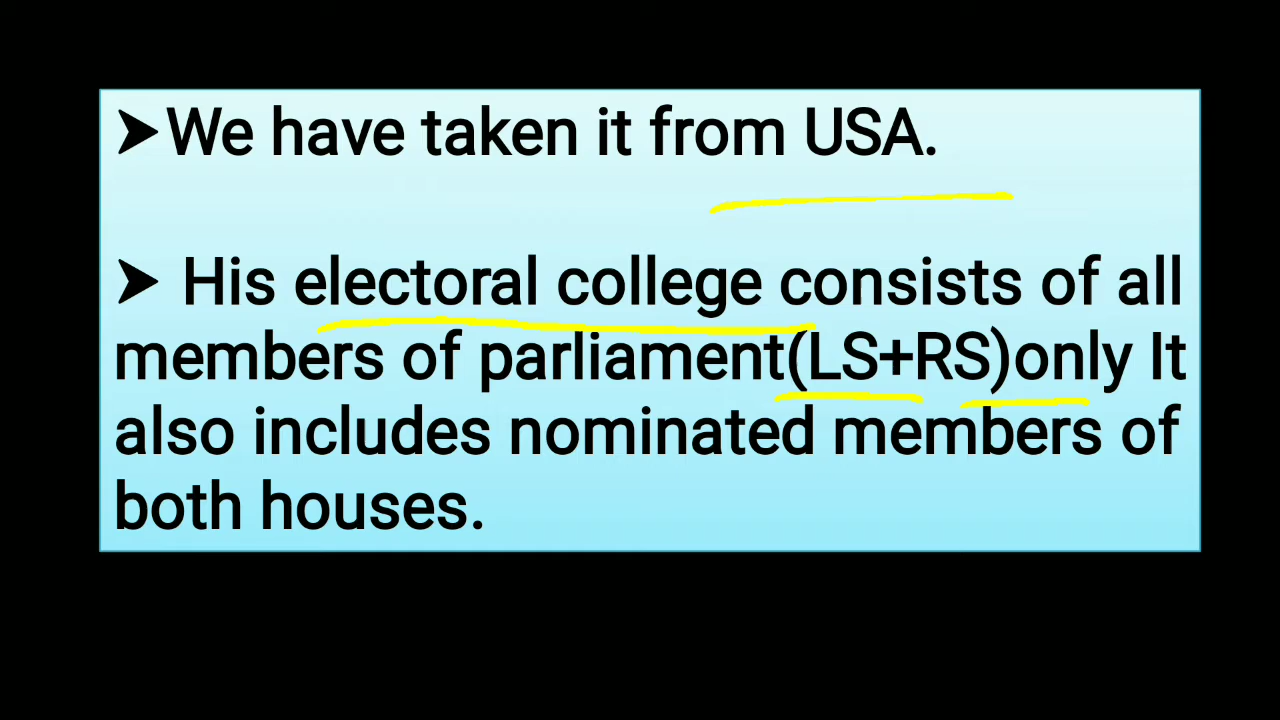 ➤We have taken it from USA.
➤ His electoral college consists of all
members of parliament(LS+RS)only It
also includes nominated members of
both houses.